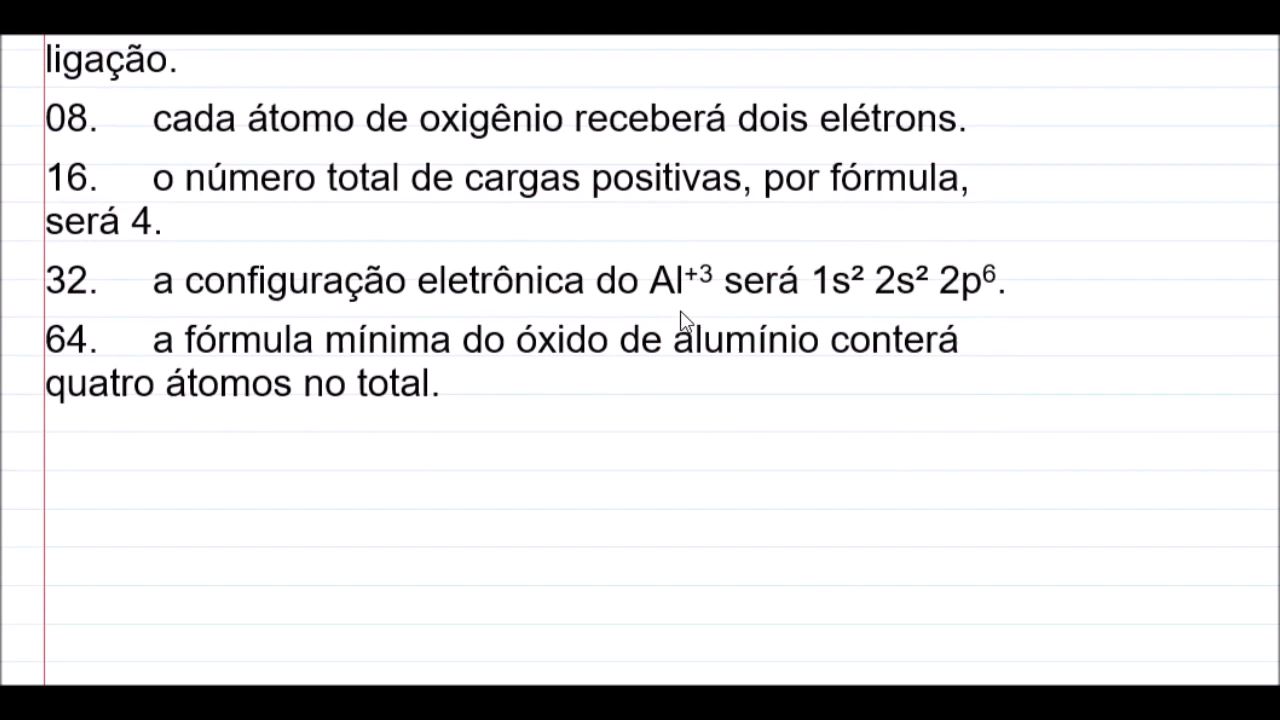 ligação.
08. cada átomo de oxigênio receberá dois elétrons.
16. o número total de cargas positivas, por fórmula,
será 4.
32. a configuração eletrônica do Al⁺³ será 1s² 2s² 2p⁶.
64. a fórmula mínima do óxido de alumínio conterá
quatro átomos no total.